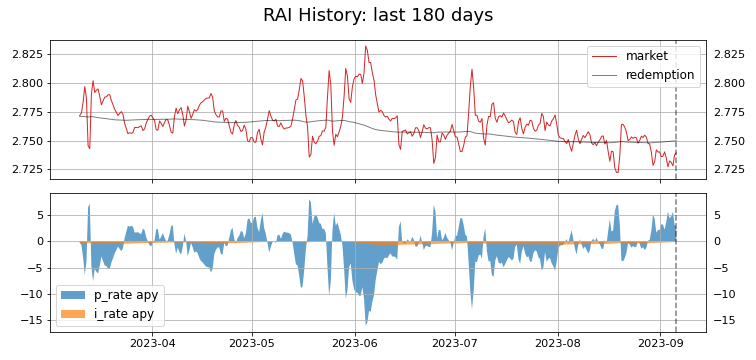 RAI History: last 180 days
2.825 2.825
2.800 2.800
2.775 2.775
2.750 2.750
2.725 2.725
market
redemption
5 5
0 0
−5 −5
−10 −10
−15 −15
p_rate apy
i_rate apy
2023-04 2023-05 2023-06 2023-07 2023-08 2023-09